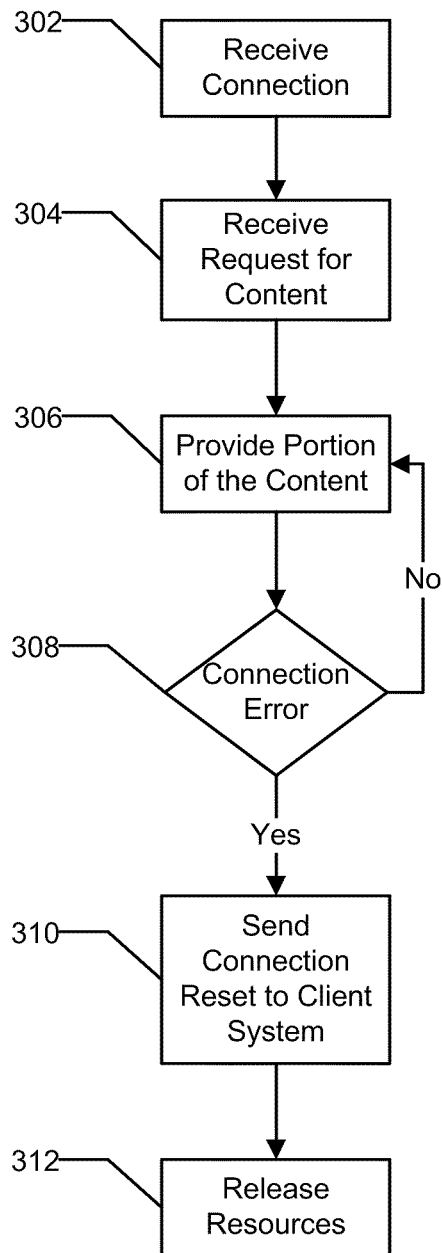 302
Receive
Connection
304
Receive
Request for
Content
306
Provide Portion
of the Content
No
308
Connection
Error
Yes
310
Send
Connection
Reset to Client
System
312
Release
Resources